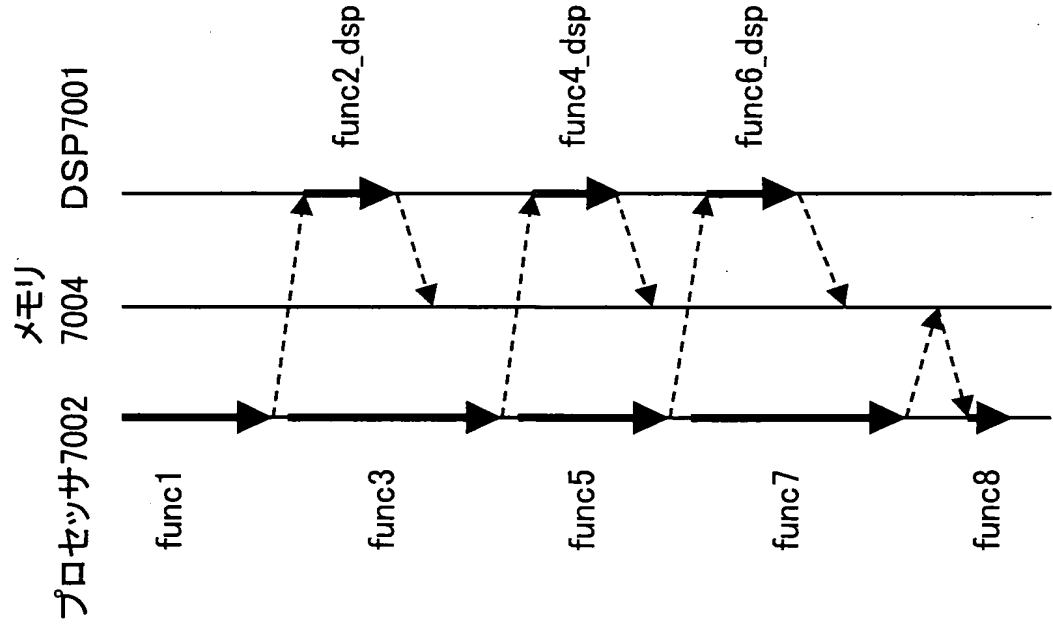 プロセッサ7002
メモリ
7004
DSP7001
func1
func2_dsp
func3
func4_dsp
func5
func6_dsp
func7
func8